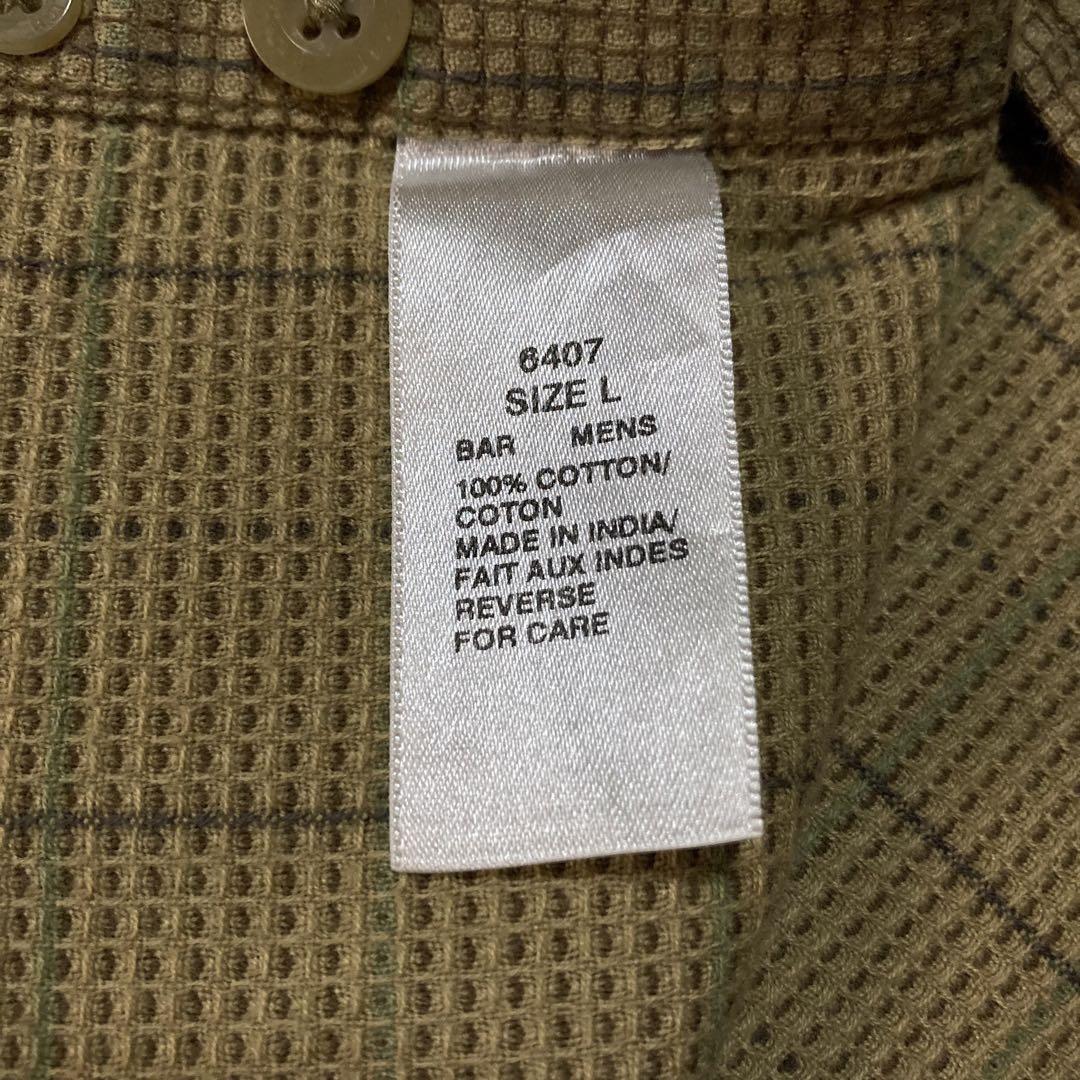 6407
SIZE L
BAR MENS
100% COTTON/
COTON
MADE IN INDIA/
FAIT AUX INDES
REVERSE
FOR CARE